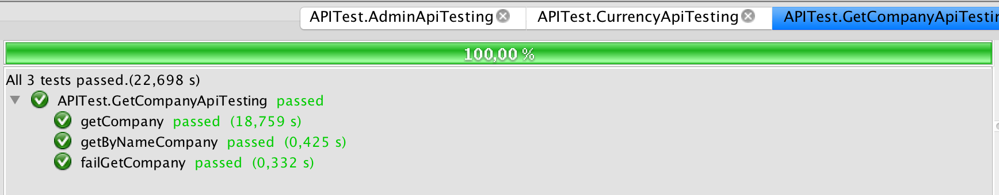 APITest.AdminApiTesting APITest.CurrencyApiTesting APITest.GetCompanyApiTestin
100,00 %
All 3 tests passed.(22,698 s)
APITest.GetCompanyApiTesting passed
getCompany passed (18,759 s)
getByNameCompany passed (0,425 s)
failGetCompany passed (0,332 s)